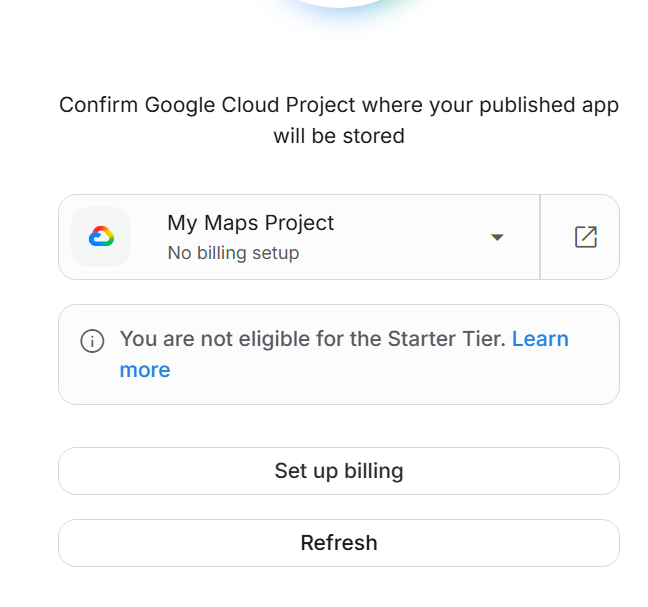 Confirm Google Cloud Project where your published app
will be stored
My Maps Project
No billing setup
You are not eligible for the Starter Tier. Learn
more
Set up billing
Refresh